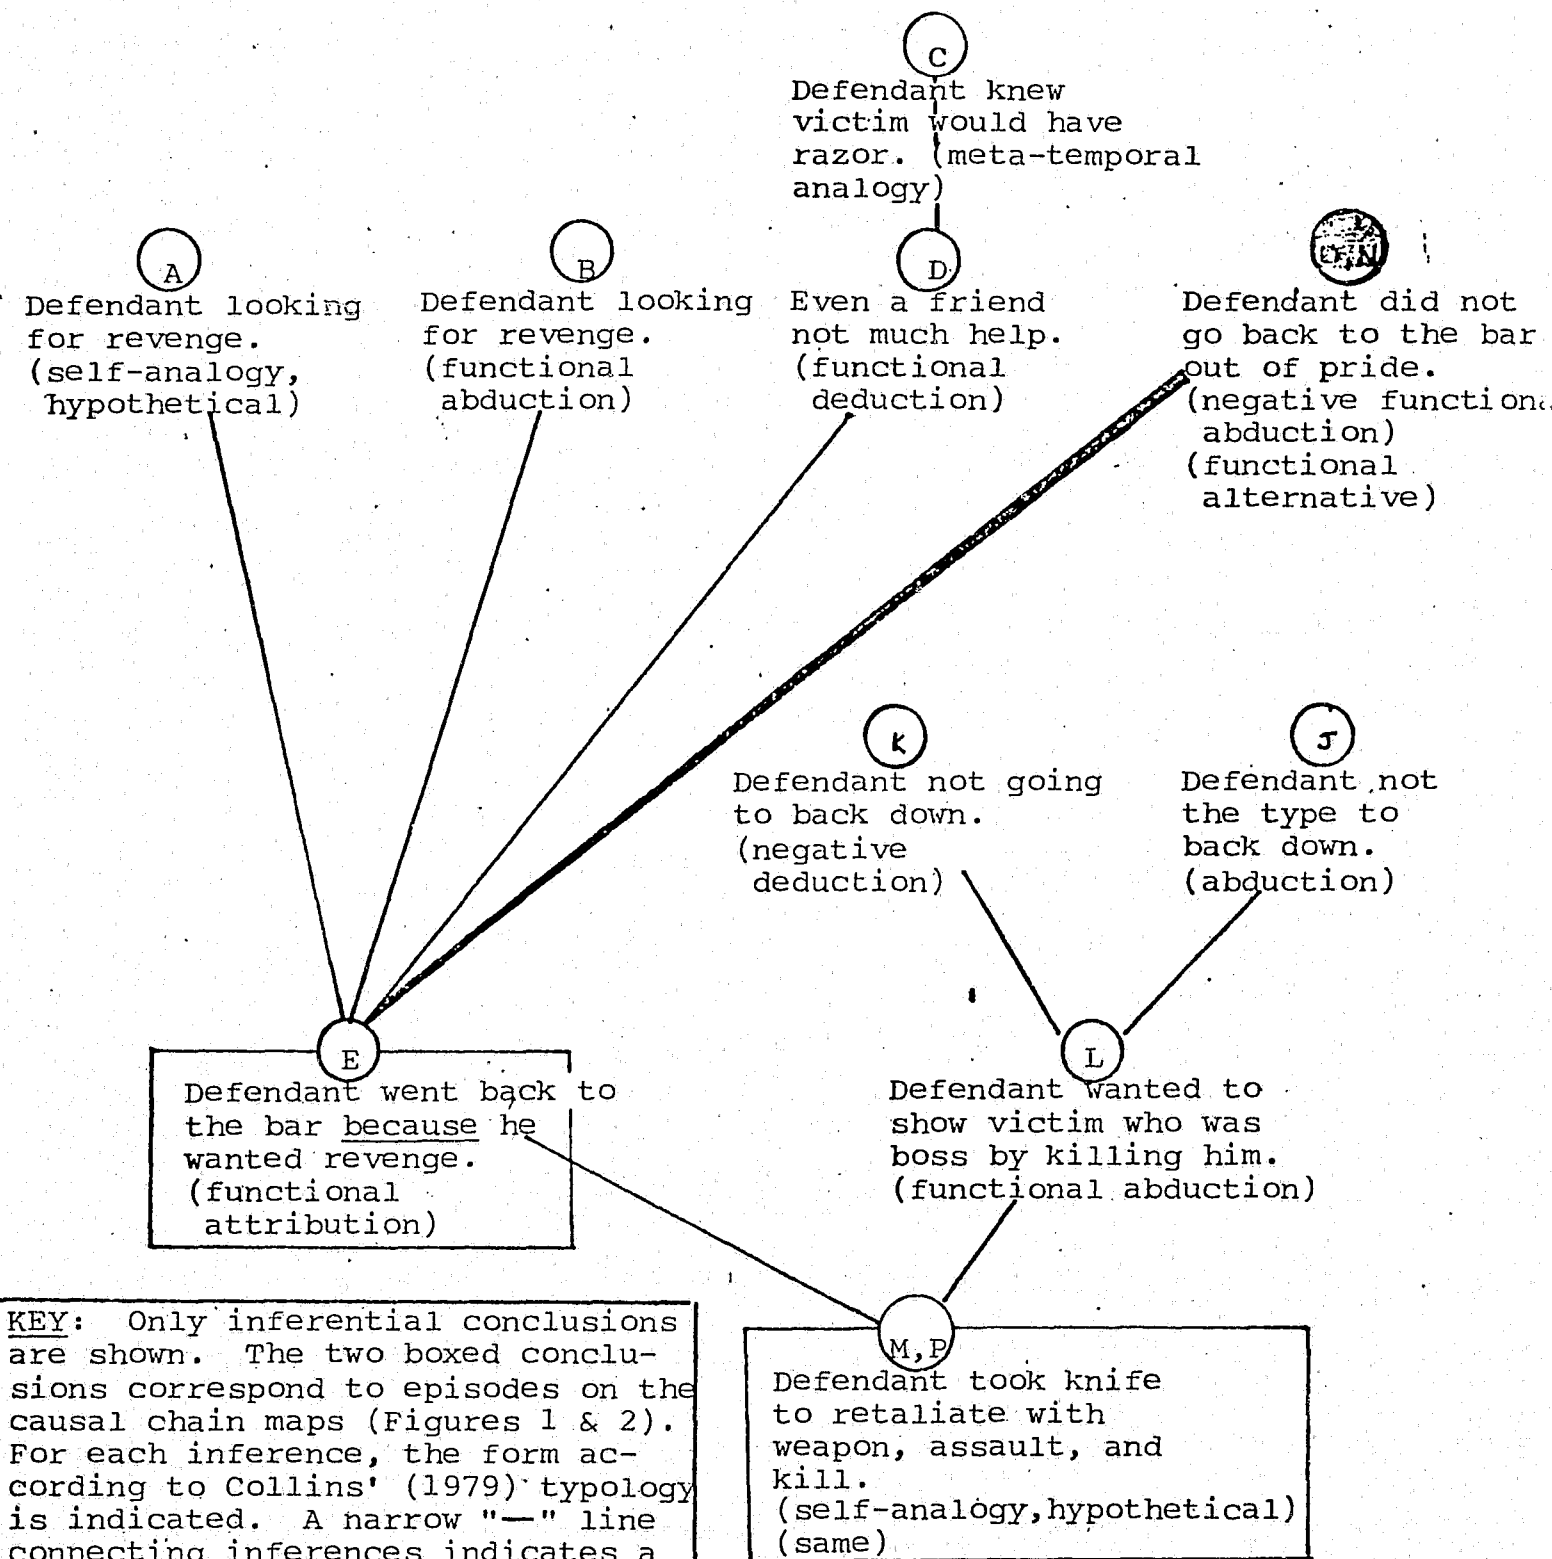 C
Defendant knew
victim would have
razor. (meta-temporal
analogy)
A
Defendant looking
for revenge.
(self-analogy,
hypothetical)
B
Defendant looking
for revenge.
(functional
abduction)
D
Even a friend
not much help.
(functional
deduction)
Defendant did not
go back to the bar
out of pride.
(negative
abduction)
(functional
alternative)
K
Defendant not going
to back down.
(negative
deduction)
J
Defendant not
the type to
back down.
(abduction)
E
Defendant went back to
the bar because he
wanted revenge.
(functional
attribution)
L
Defendant wanted to
show victim who was
boss by killing him.
(functional abduction)
M,P
Defendant took knife
to retaliate with
weapon, assault, and
kill.
(self-analogy,hypothetical)
(same)
KEY: Only inferential conclusions
are shown. The two boxed conclu-
sions correspond to episodes on the
causal chain maps (Figures 1 & 2).
For each inference, the form ac-
cording to Collins' (1979) typology
is indicated. A narrow "—" line
connecting inferences indicates a